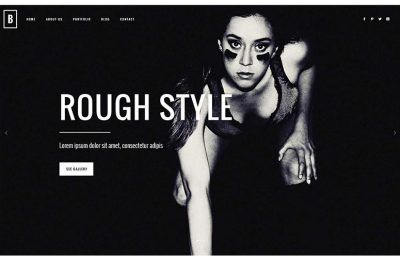 B
HOME ABOUT US PORTFOLIO BLOG CONTACT
ROUGH STYLE
Lorem ipsum dolor sit amet, consectetur adipis
SEE GALLERY